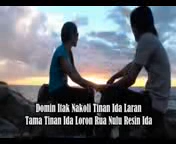 Domin Itak Nakoli Tinan Ida Laran
Tama Tinan Ida Loron Rua Nulu Resin Ida